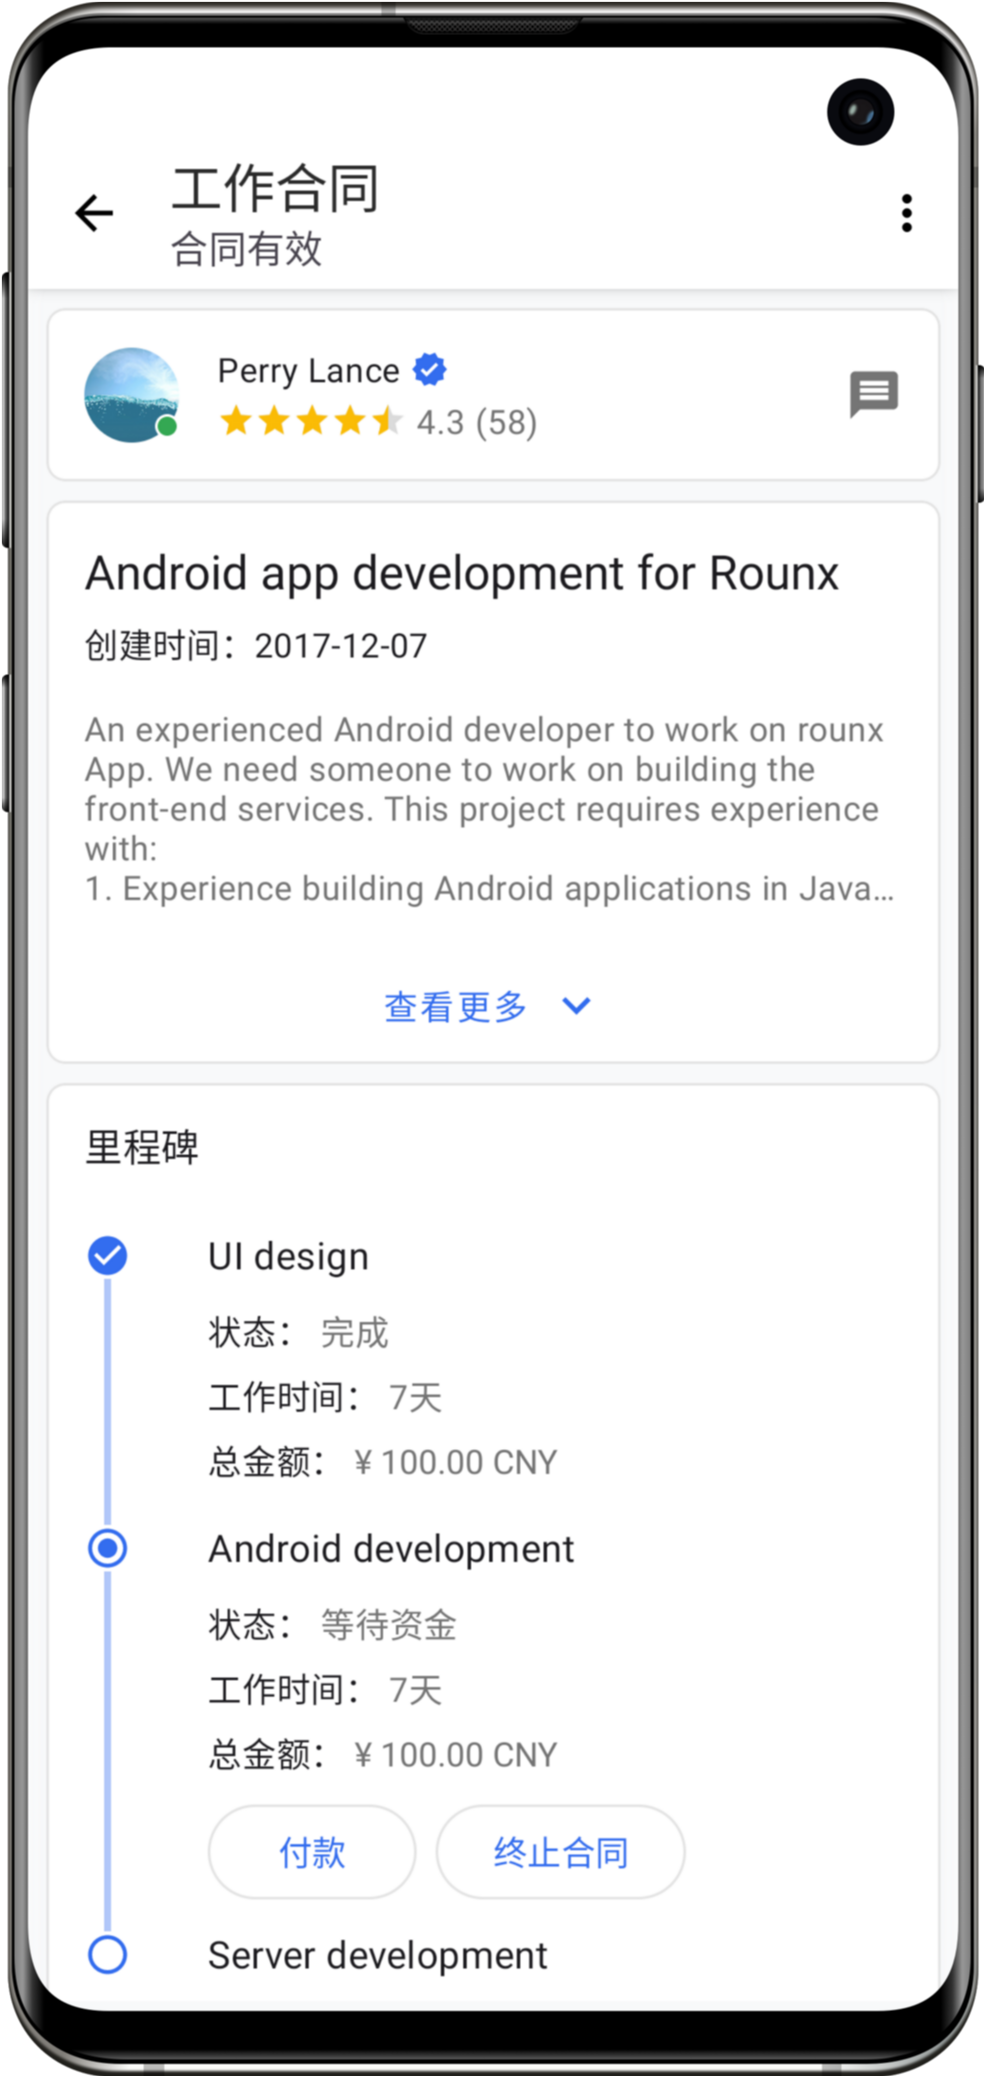 工作合同
合同有效
Perry Lance
4.3 (58)
Android app development for Rounx
创建时间：2017-12-07
An experienced Android developer to work on rounx
App. We need someone to work on building the
front-end services. This project requires experience
with:
1. Experience building Android applications in Java...
查看更多
里程碑
UI design
状态： 完成
工作时间： 7天
总金额： ¥ 100.00 CNY
Android development
状态： 等待资金
工作时间： 7天
总金额： ¥ 100.00 CNY
付款 终止合同
Server development